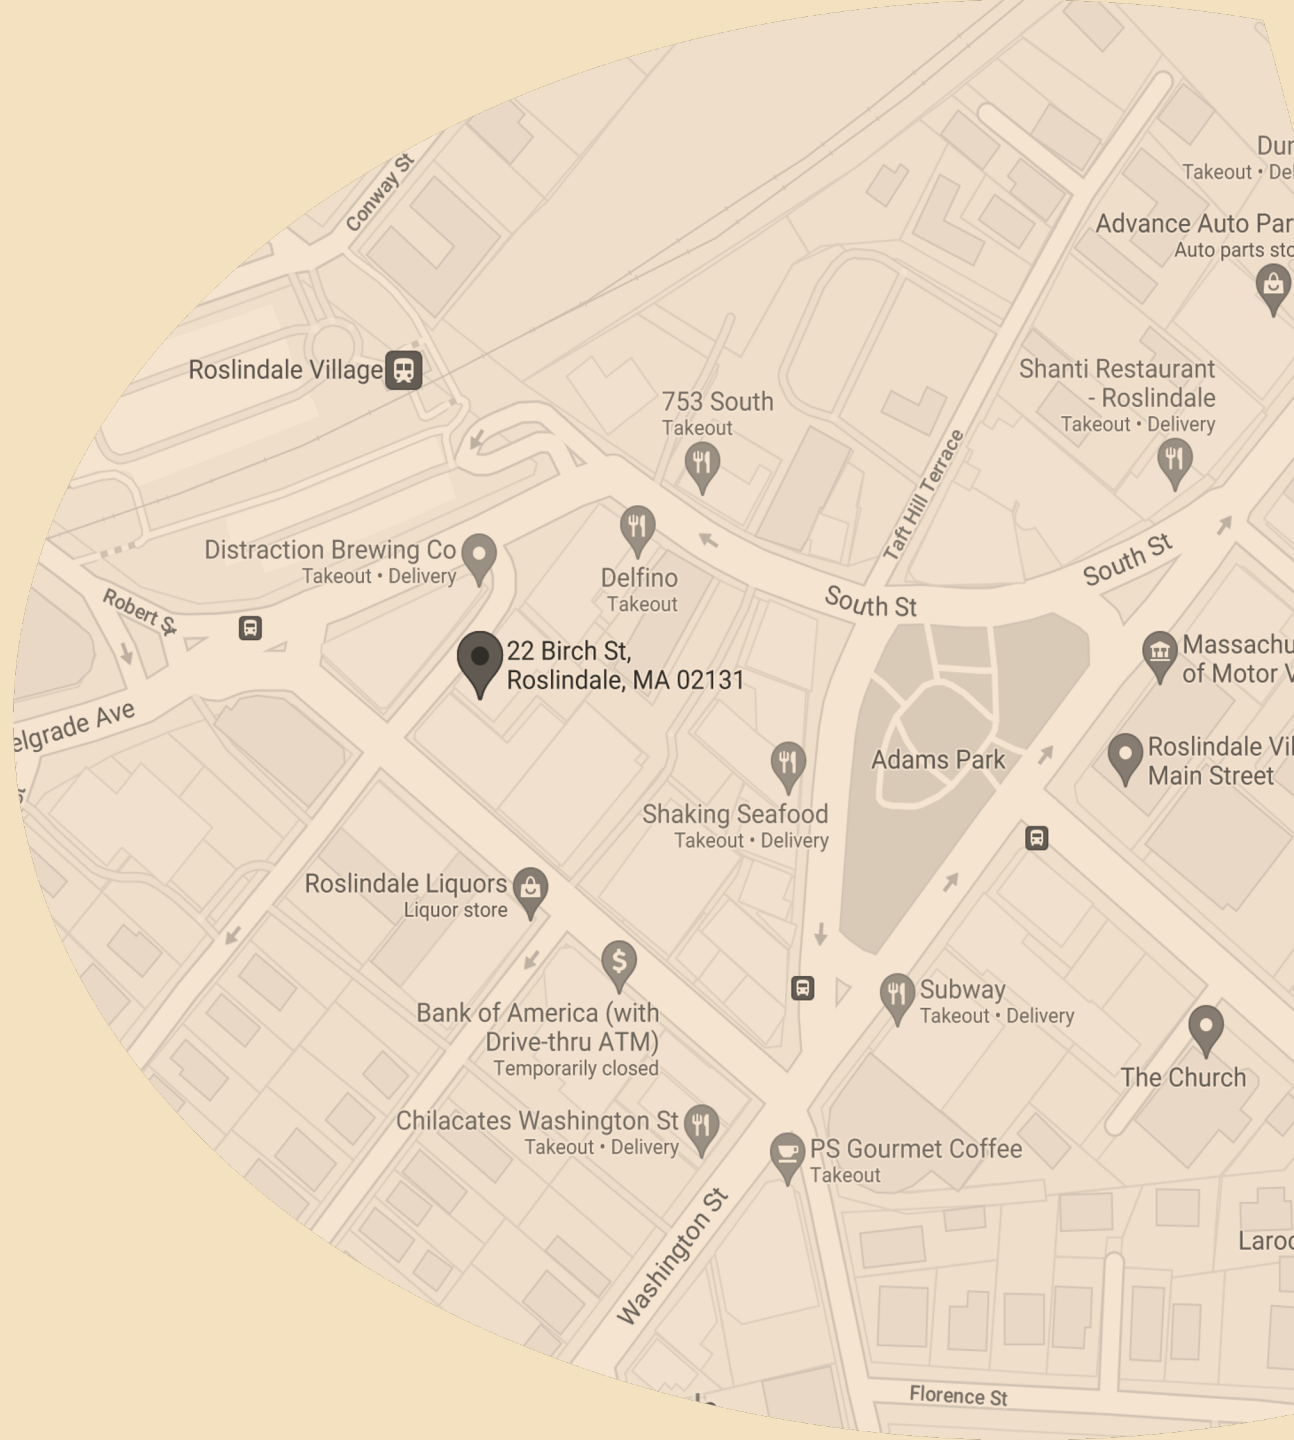 Conway St
Dun
Takeout • Del
Advance Auto Par
Auto parts sto
Roslindale Village
Shanti Restaurant
- Roslindale
Takeout • Delivery
753 South
Takeout
Taft Hill Terrace
Distraction Brewing Co
Takeout • Delivery
Delfino
Takeout
South St
South St
Robert St
22 Birch St,
Roslindale, MA 02131
Massachu
of Motor V
elgrade Ave
Adams Park
Roslindale Vil
Main Street
Shaking Seafood
Takeout • Delivery
Roslindale Liquors
Liquor store
Bank of America (with
Drive-thru ATM)
Temporarily closed
Subway
Takeout • Delivery
The Church
Chilacates Washington St
Takeout • Delivery
PS Gourmet Coffee
Takeout
Washington St
Laroc
Florence St